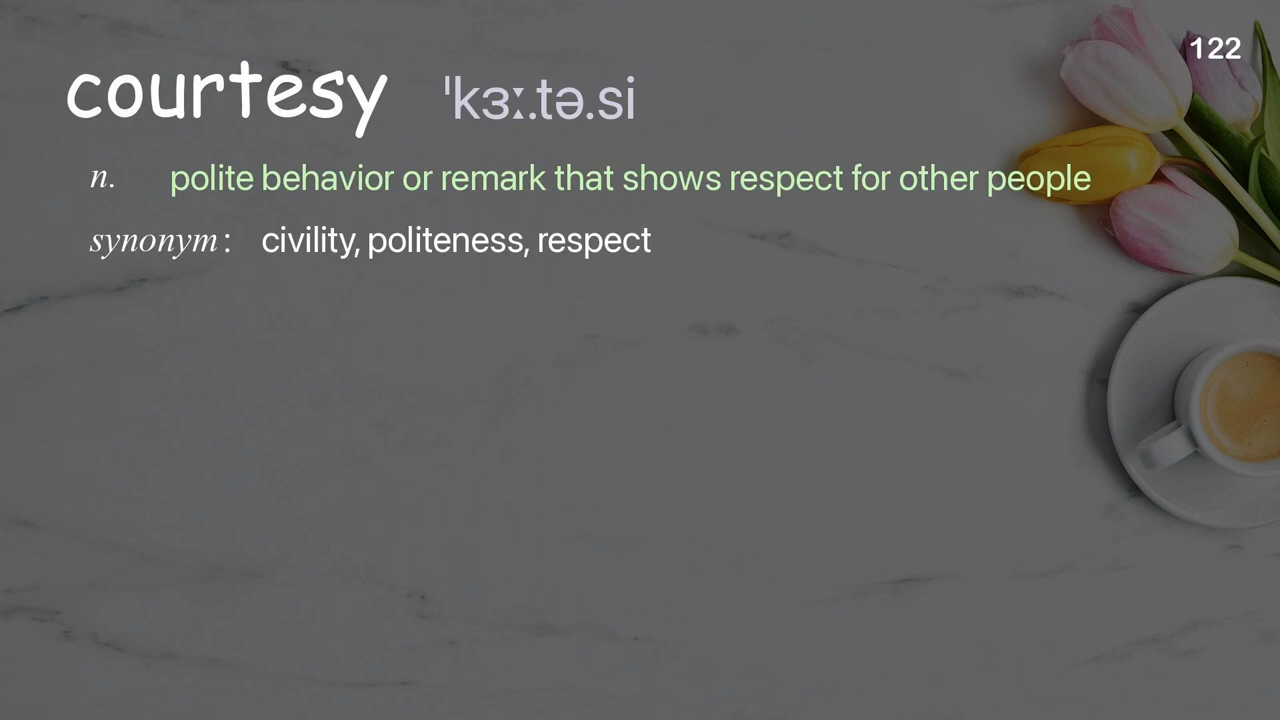 122
courtesy ˈkɜː.tə.si
n. polite behavior or remark that shows respect for other people
synonym: civility, politeness, respect